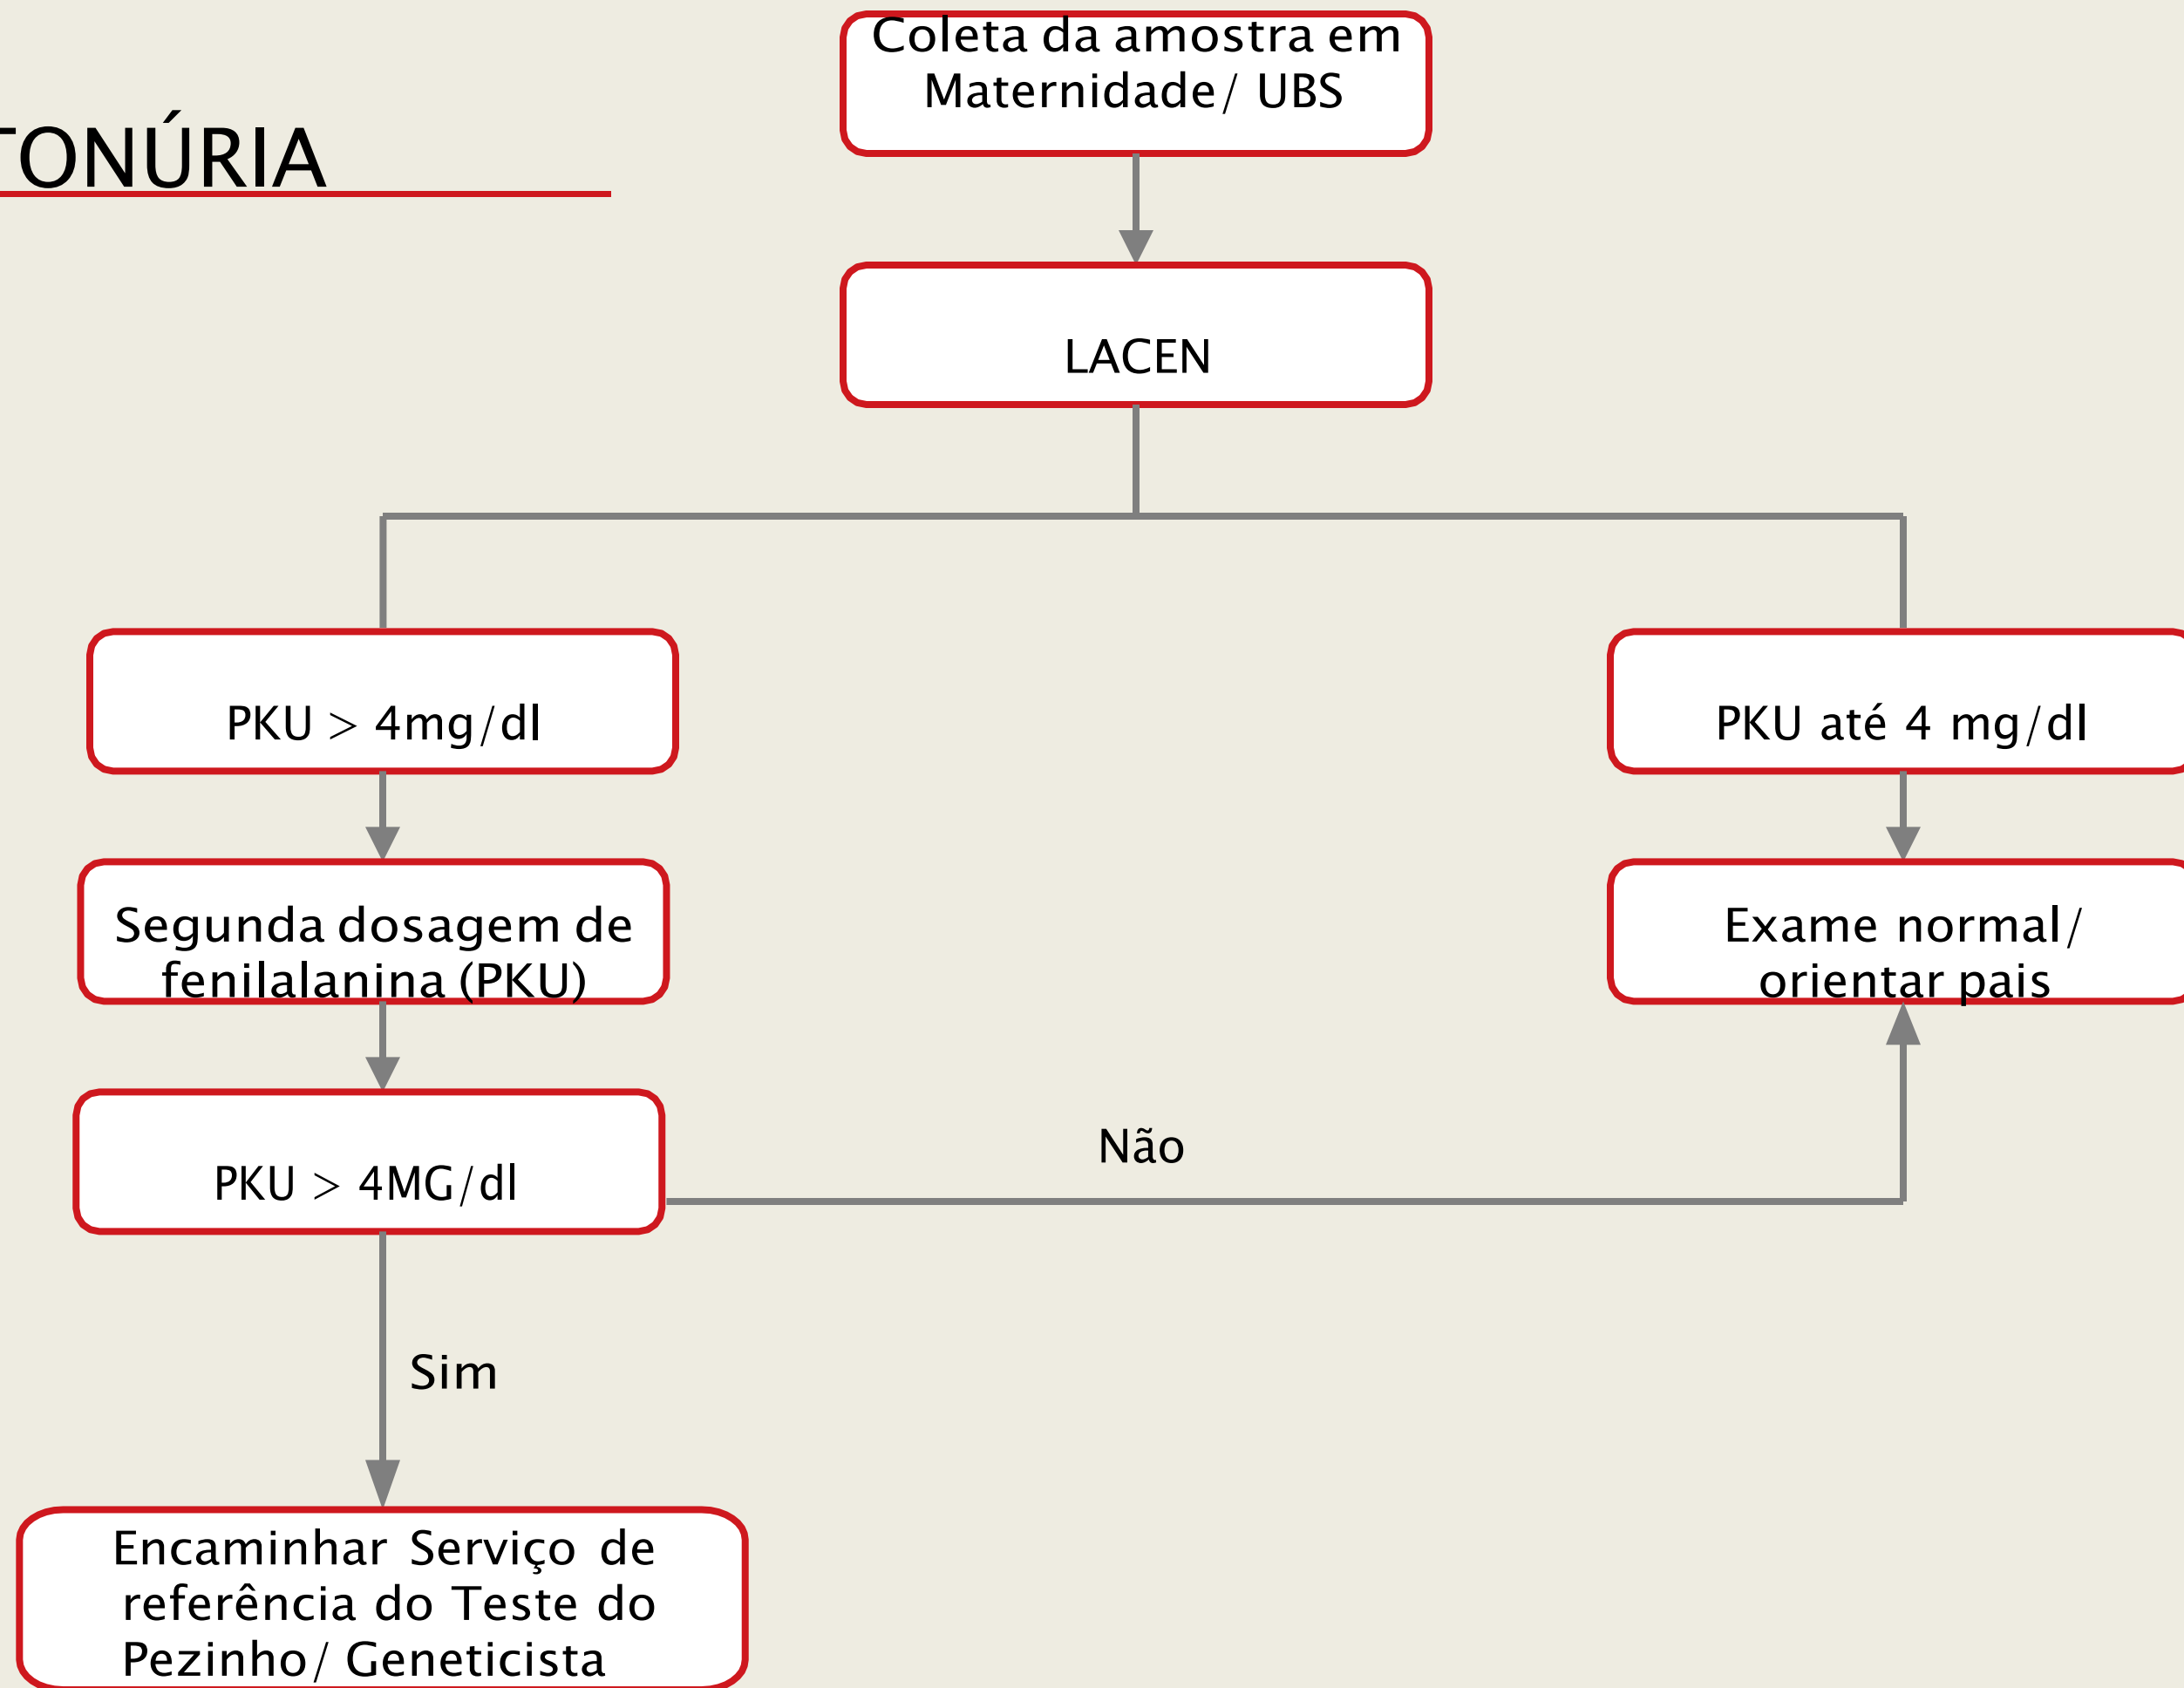 Coleta da amostra em
Maternidade/ UBS
TONÚRIA
LACEN
PKU > 4mg/dl
PKU até 4 mg/dl
Segunda dosagem de
fenilalanina (PKU)
Exame normal/
orientar pais
PKU > 4MG/dl
Não
Sim
Encaminhar Serviço de
referência do Teste do
Pezinho/ Geneticista